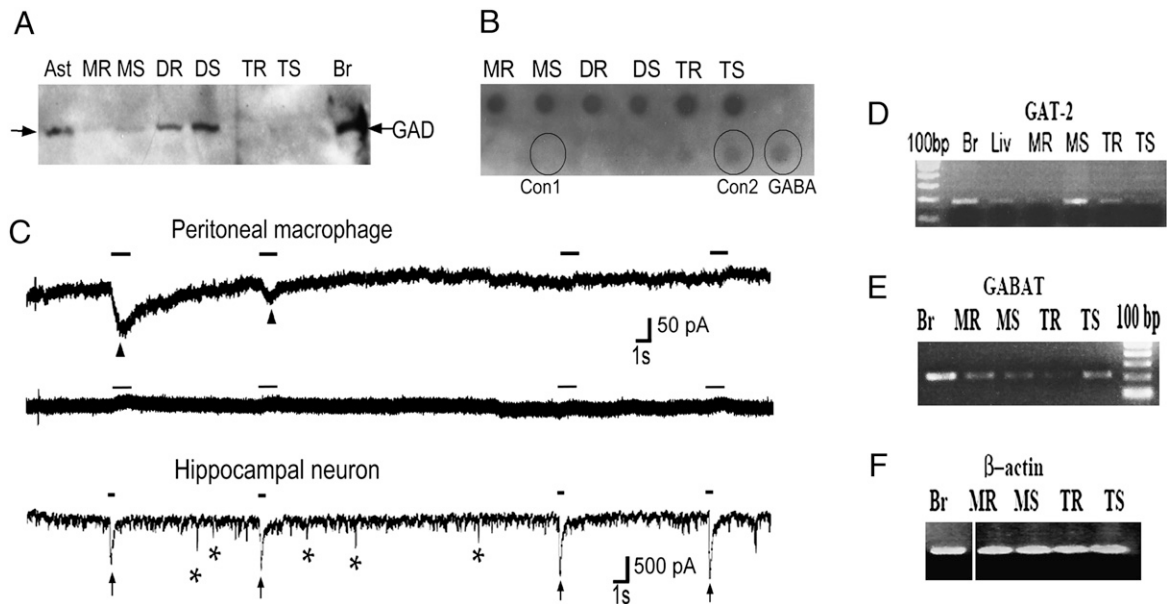 A
Ast MR MS DR DS TR TS Br
GAD
B
MR MS DR DS TR TS
Con1 Con2 GABA
C
Peritoneal macrophage
50 pA
1s
Hippocampal neuron
* * * * *
500 pA
1s
D
GAT-2
100bp Br Liv MR MS TR TS
E
GABAT
Br MR MS TR TS 100 bp
F
β–actin
Br MR MS TR TS